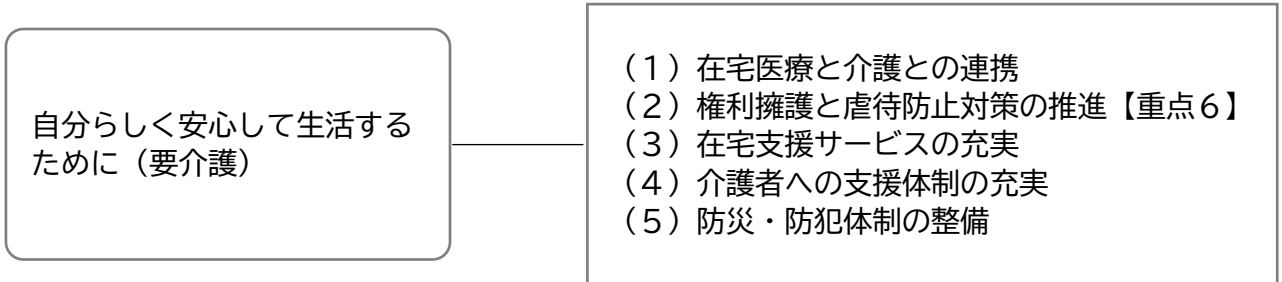 自分らしく安心して生活する
ために（要介護）
（１）在宅医療と介護との連携
（２）権利擁護と虐待防止対策の推進【重点６】
（３）在宅支援サービスの充実
（４）介護者への支援体制の充実
（５）防災・防犯体制の整備